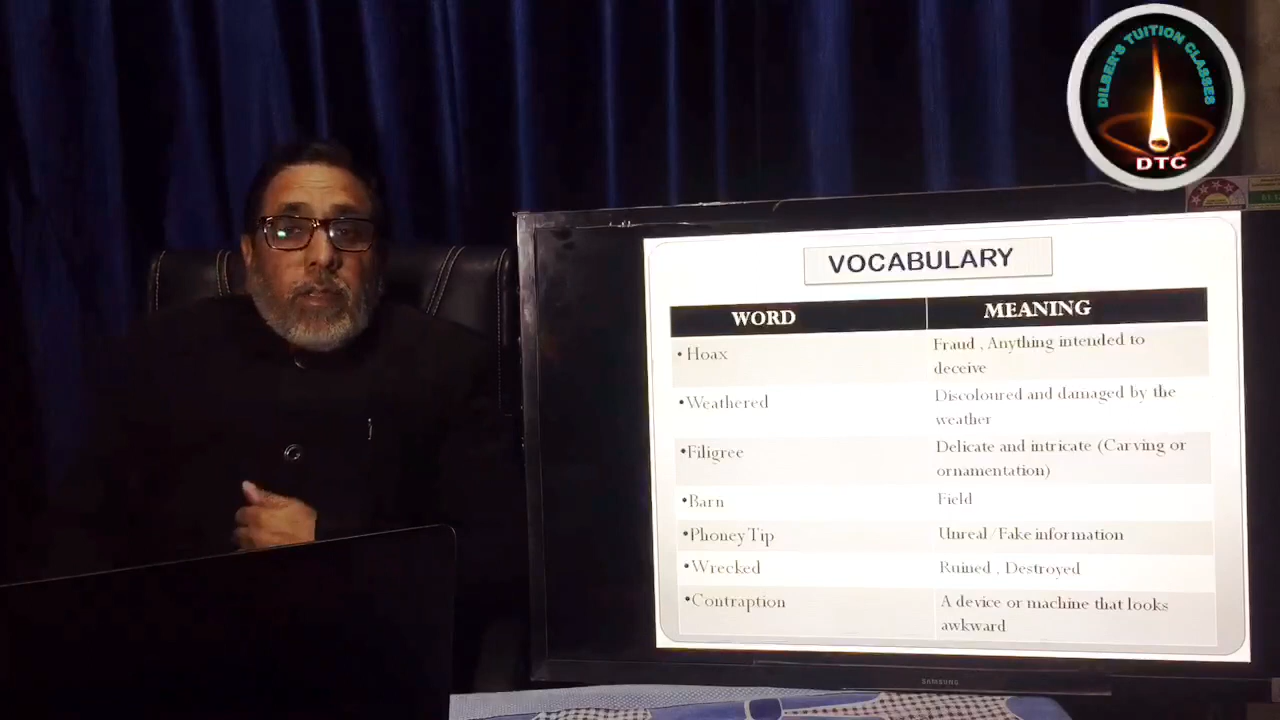 DILBER'S TUITION CLASSES
DTC
VOCABULARY
WORD MEANING
• Hoax Fraud , Anything intended to
deceive
•Weathered Discoloured and damaged by the
weather
•Filigree Delicate and intricate (Carving or
ornamentation)
•Barn Field
•Phoney Tip Unreal /Fake information
•Wrecked Ruined , Destroyed
•Contraption A device or machine that looks
awkward
SAMSUNG